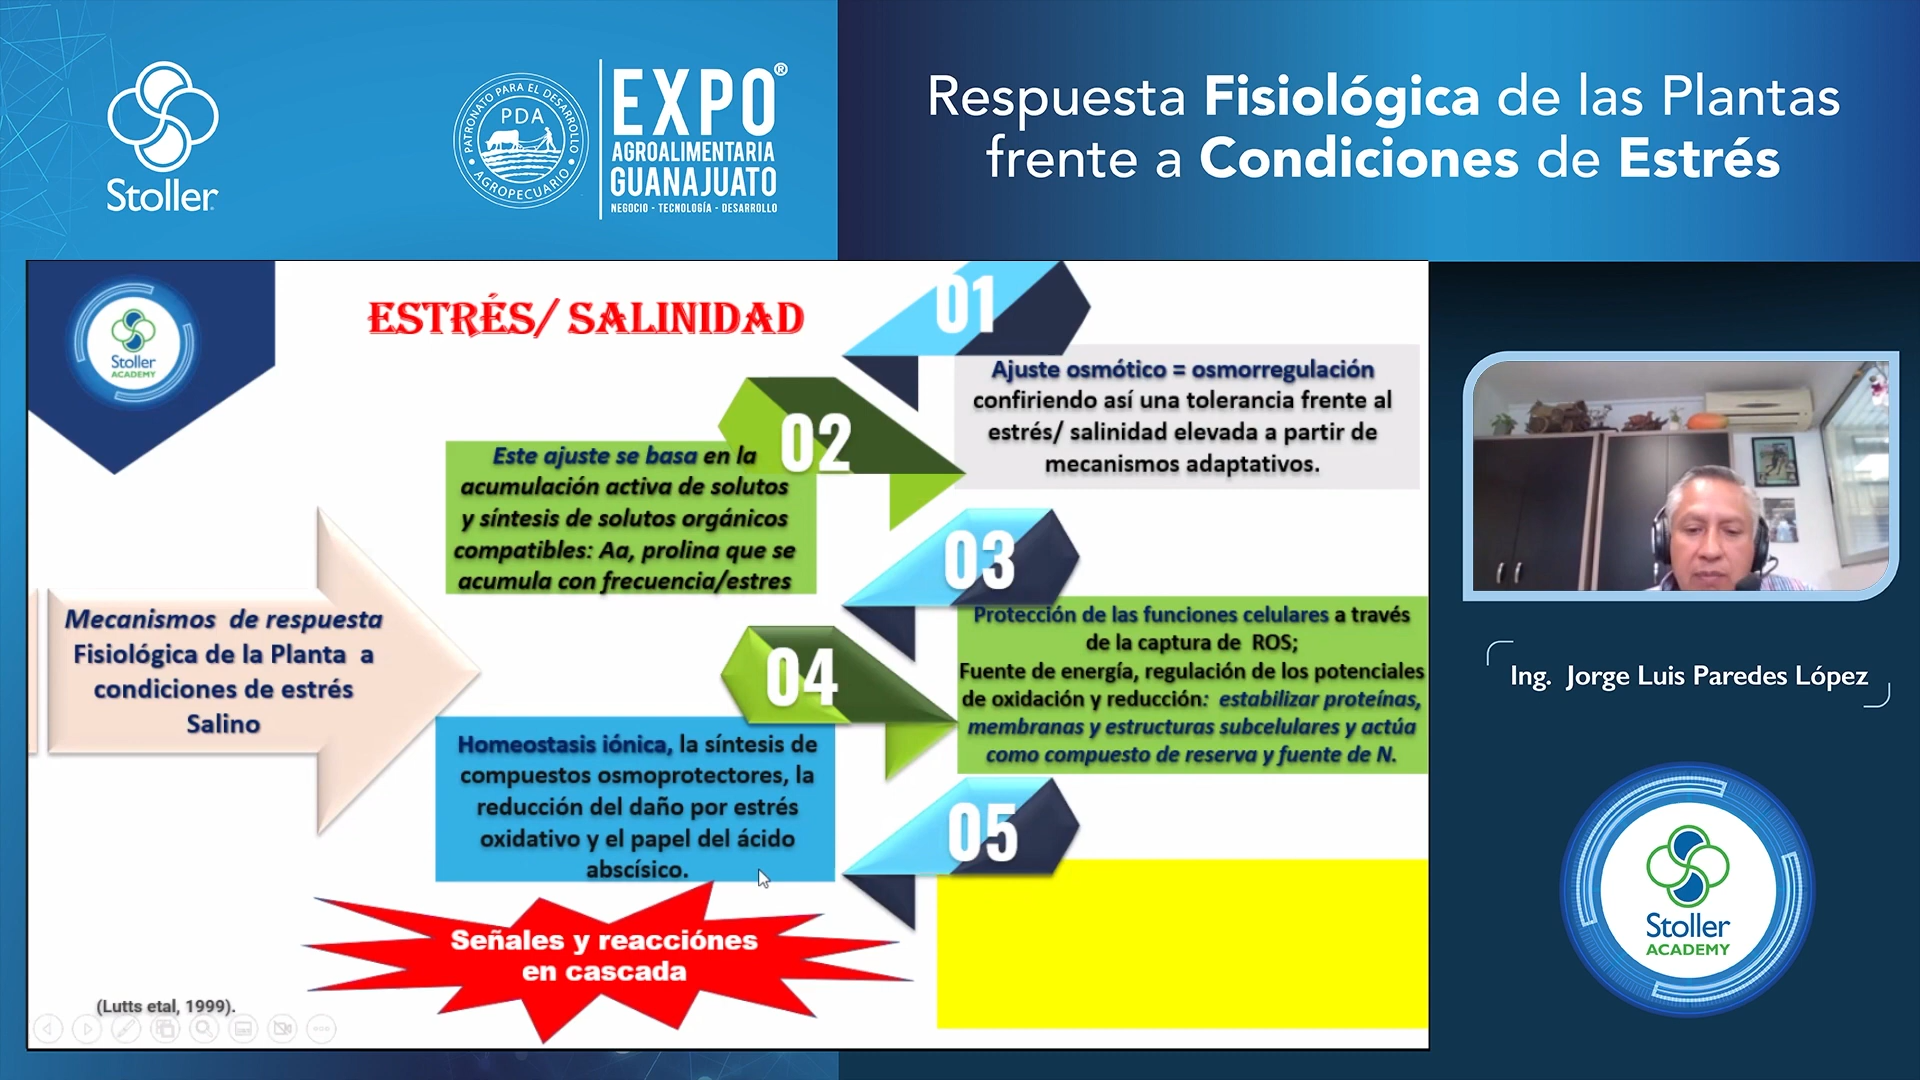 Stoller
PATRONATO PARA EL DESARROLLO
PDA
AGROPECUARIO
EXPO®
AGROALIMENTARIA
GUANAJUATO
NEGOCIO - TECNOLOGÍA - DESARROLLO
Respuesta Fisiológica de las Plantas
frente a Condiciones de Estrés
Stoller
ACADEMY
ESTRÉS/ SALINIDAD
01
Ajuste osmótico = osmorregulación
confiriendo así una tolerancia frente al
estrés/ salinidad elevada a partir de
mecanismos adaptativos.
02
Este ajuste se basa en la
acumulación activa de solutos
y síntesis de solutos orgánicos
compatibles: Aa, prolina que se
acumula con frecuencia/estres
03
Protección de las funciones celulares a través
de la captura de ROS;
Fuente de energía, regulación de los potenciales
de oxidación y reducción: estabilizar proteínas,
membranas y estructuras subcelulares y actúa
como compuesto de reserva y fuente de N.
Mecanismos de respuesta
Fisiológica de la Planta a
condiciones de estrés
Salino
04
Homeostasis iónica, la síntesis de
compuestos osmoprotectores, la
reducción del daño por estrés
oxidativo y el papel del ácido
abscísico.
05
Señales y reacciónes
en cascada
(Lutts etal, 1999).
Ing. Jorge Luis Paredes López
Stoller
ACADEMY